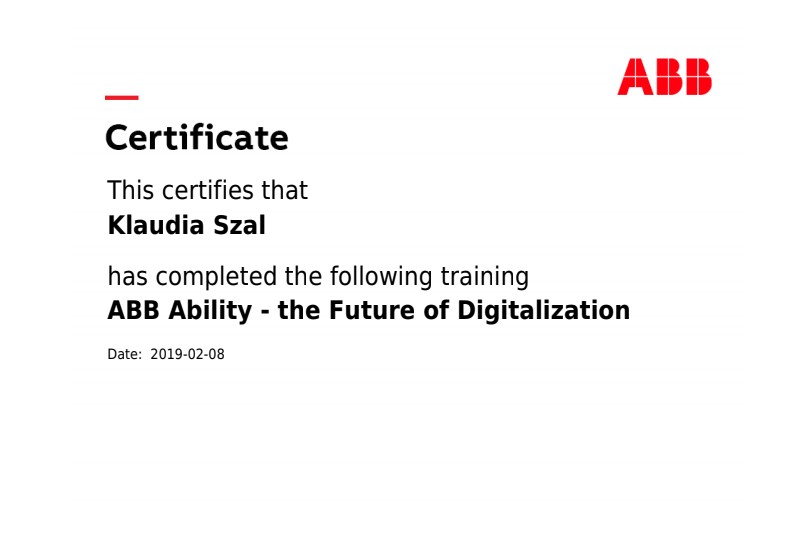 ABB
Certificate
This certifies that
Klaudia Szal
has completed the following training
ABB Ability - the Future of Digitalization
Date: 2019-02-08